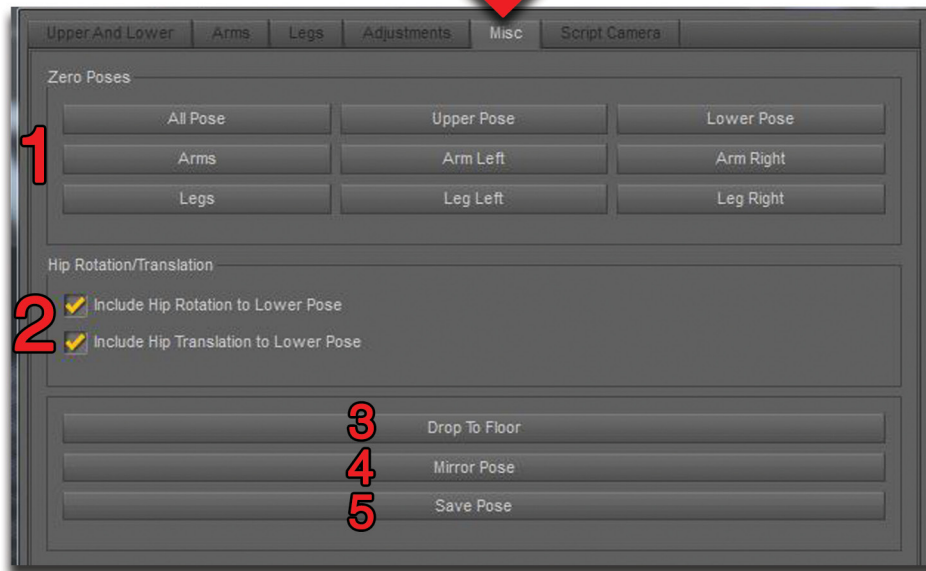 Upper And Lower Arms Legs Adjustments Misc Script Camera
Zero Poses
All Pose Upper Pose Lower Pose
1
Arms Arm Left Arm Right
Legs Leg Left Leg Right
Hip Rotation/Translation
2
Include Hip Rotation to Lower Pose
Include Hip Translation to Lower Pose
3 Drop To Floor
4 Mirror Pose
5 Save Pose